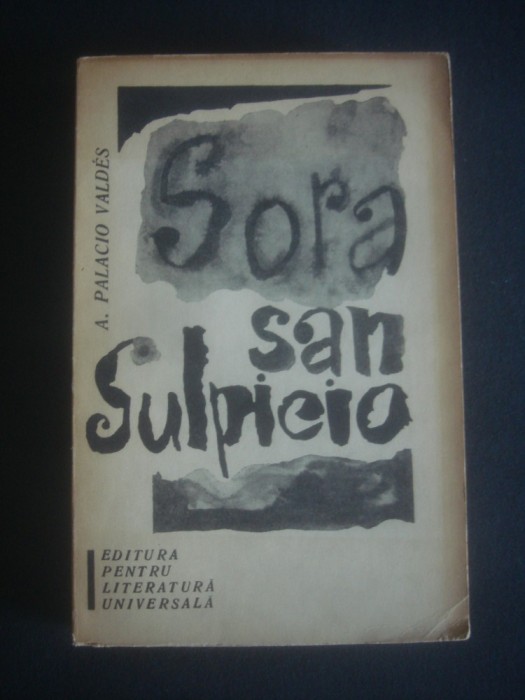 A. PALACIO VALDÉS
Sora
san
Sulpicio
EDITURA
PENTRU
LITERATURĂ
UNIVERSALĂ